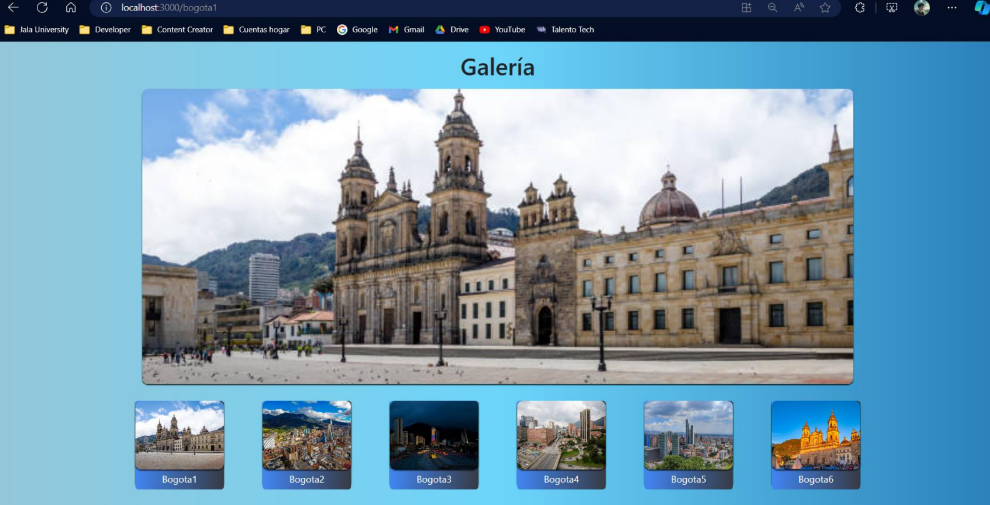 localhost:3000/bogota1
Jala University Developer Content Creator Cuentas hogar PC Google Gmail Drive YouTube Talento Tech
Galería
Bogota1 Bogota2 Bogota3 Bogota4 Bogota5 Bogota6